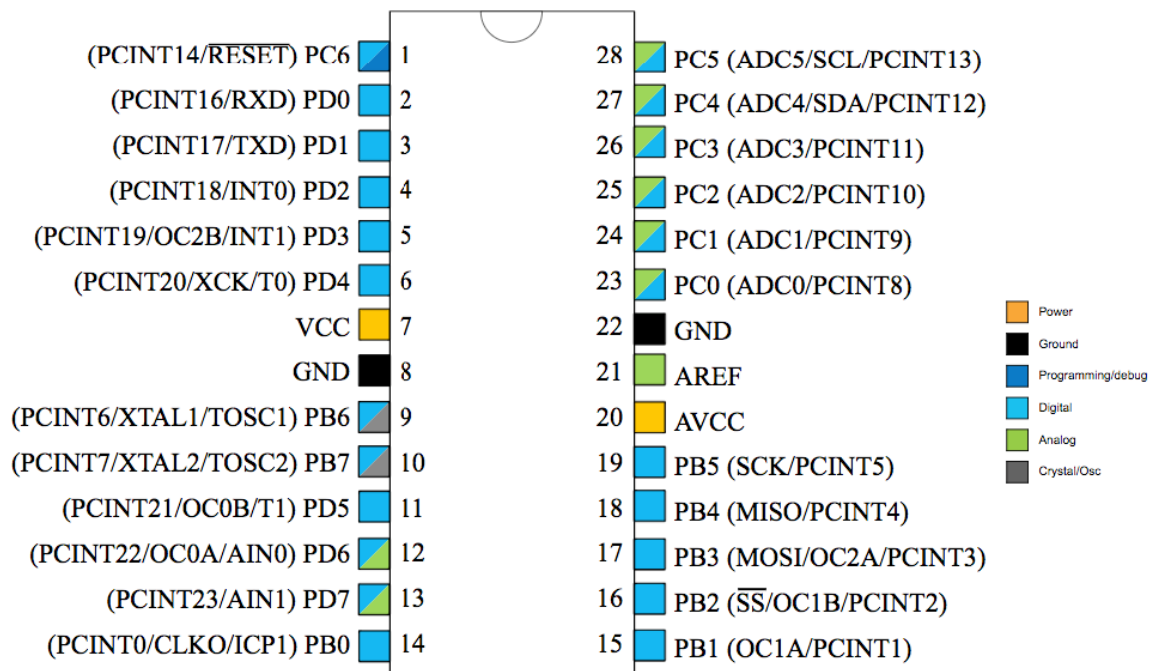 (PCINT14/RESET) PC6 1
(PCINT16/RXD) PD0 2
(PCINT17/TXD) PD1 3
(PCINT18/INT0) PD2 4
(PCINT19/OC2B/INT1) PD3 5
(PCINT20/XCK/T0) PD4 6
VCC 7
GND 8
(PCINT6/XTAL1/TOSC1) PB6 9
(PCINT7/XTAL2/TOSC2) PB7 10
(PCINT21/OC0B/T1) PD5 11
(PCINT22/OC0A/AIN0) PD6 12
(PCINT23/AIN1) PD7 13
(PCINT0/CLKO/ICP1) PB0 14
28 PC5 (ADC5/SCL/PCINT13)
27 PC4 (ADC4/SDA/PCINT12)
26 PC3 (ADC3/PCINT11)
25 PC2 (ADC2/PCINT10)
24 PC1 (ADC1/PCINT9)
23 PC0 (ADC0/PCINT8)
22 GND
21 AREF
20 AVCC
19 PB5 (SCK/PCINT5)
18 PB4 (MISO/PCINT4)
17 PB3 (MOSI/OC2A/PCINT3)
16 PB2 (SS/OC1B/PCINT2)
15 PB1 (OC1A/PCINT1)
Power
Ground
Programming/debug
Digital
Analog
Crystal/Osc